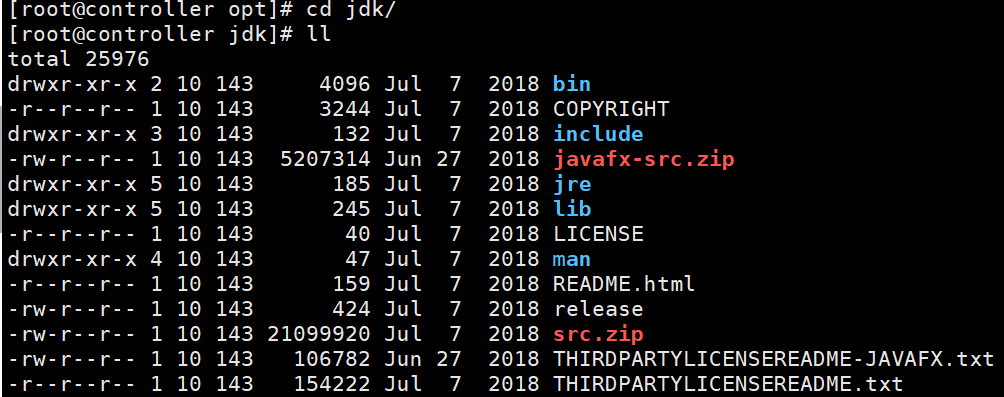 [root@controller opt]# cd jdk/
[root@controller jdk]# ll
total 25976
drwxr-xr-x 2 10 143     4096 Jul  7  2018 bin
-r--r--r-- 1 10 143     3244 Jul  7  2018 COPYRIGHT
drwxr-xr-x 3 10 143      132 Jul  7  2018 include
-rw-r--r-- 1 10 143  5207314 Jun 27  2018 javafx-src.zip
drwxr-xr-x 5 10 143      185 Jul  7  2018 jre
drwxr-xr-x 5 10 143      245 Jul  7  2018 lib
-r--r--r-- 1 10 143       40 Jul  7  2018 LICENSE
drwxr-xr-x 4 10 143       47 Jul  7  2018 man
-r--r--r-- 1 10 143      159 Jul  7  2018 README.html
-rw-r--r-- 1 10 143      424 Jul  7  2018 release
-rw-r--r-- 1 10 143 21099920 Jul  7  2018 src.zip
-rw-r--r-- 1 10 143   106782 Jun 27  2018 THIRDPARTYLICENSEREADME-JAVAFX.txt
-r--r--r-- 1 10 143   154222 Jul  7  2018 THIRDPARTYLICENSEREADME.txt